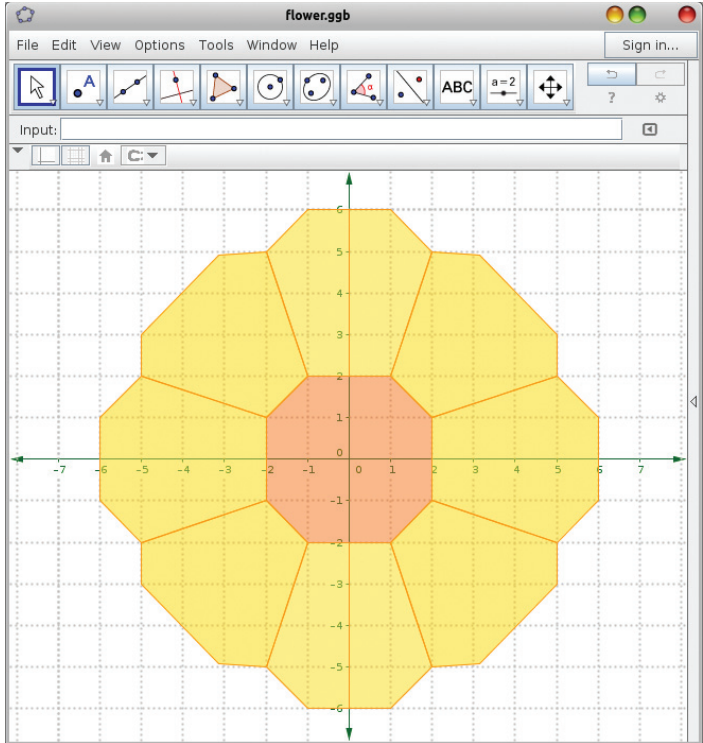 flower.ggb
File Edit View Options Tools Window Help Sign in...
A α ABC a=2 ?
Input:
6
5
4
3
2
1
0
-7 -6 -5 -4 -3 -2 -1 0 1 2 3 4 5 6 7
-1
-2
-3
-4
-5
-6